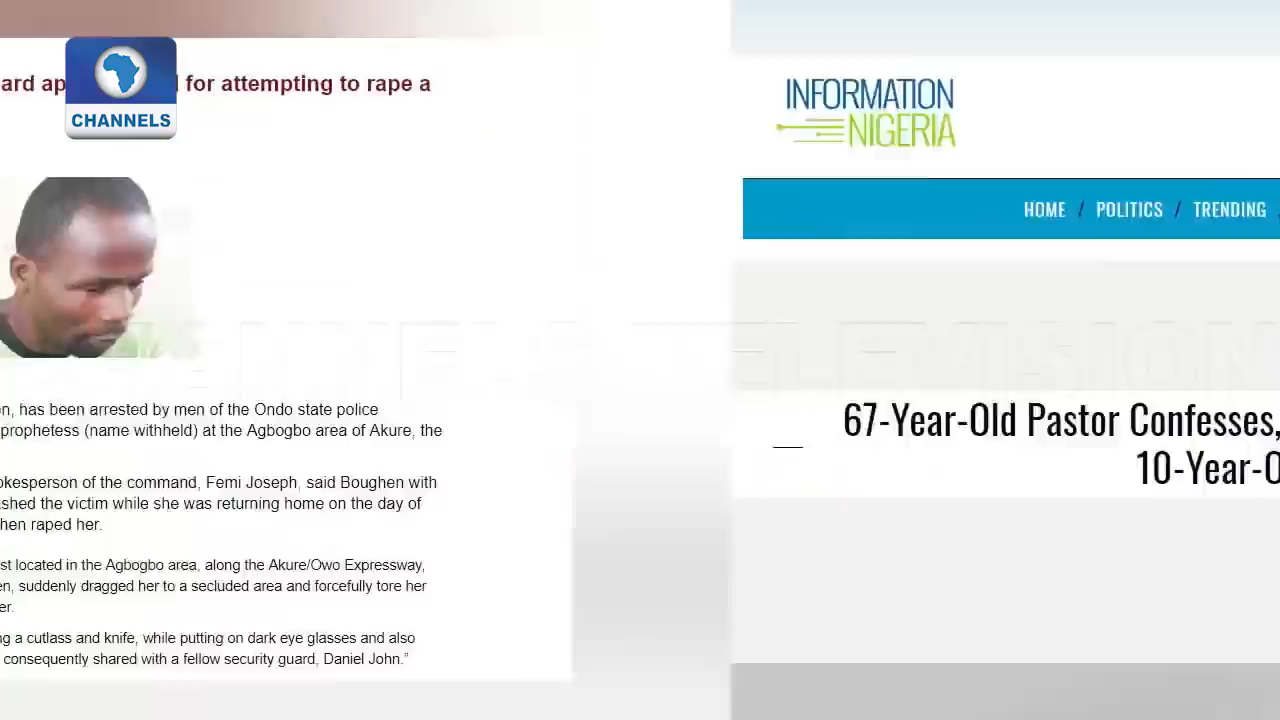 ard ap
for attempting to rape a
CHANNELS
en, has been arrested by men of the Ondo state police
prophetess (name withheld) at the Agbogbo area of Akure, the
okesperson of the command, Femi Joseph, said Boughen with
ashed the victim while she was returning home on the day of
hen raped her.
st located in the Agbogbo area, along the Akure/Owo Expressway,
en, suddenly dragged her to a secluded area and forcefully tore her
er.
ng a cutlass and knife, while putting on dark eye glasses and also
consequently shared with a fellow security guard, Daniel John.”
INFORMATION
NIGERIA
HOME / POLITICS / TRENDING /
67-Year-Old Pastor Confesses,
10-Year-O
TELEVISION